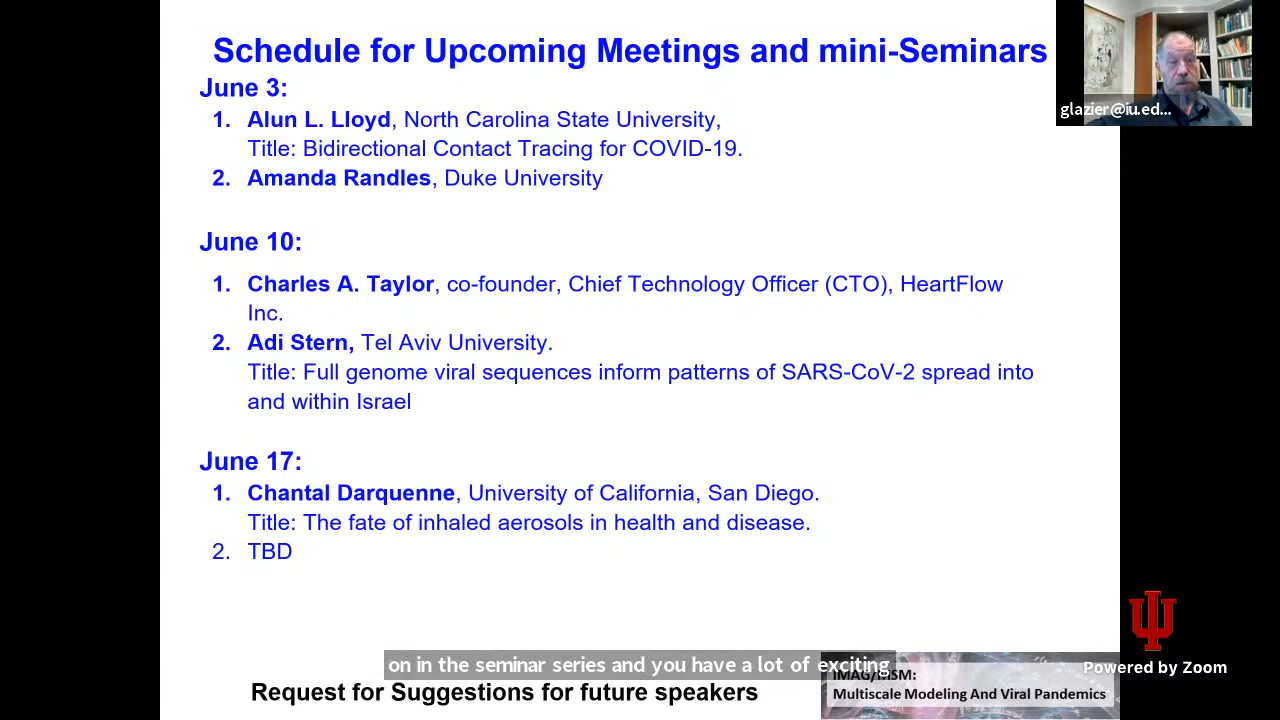 Schedule for Upcoming Meetings and mini-Seminars
glazier@iu.ed...
June 3:
1. Alun L. Lloyd, North Carolina State University,
Title: Bidirectional Contact Tracing for COVID-19.
2. Amanda Randles, Duke University
June 10:
1. Charles A. Taylor, co-founder, Chief Technology Officer (CTO), HeartFlow
Inc.
2. Adi Stern, Tel Aviv University.
Title: Full genome viral sequences inform patterns of SARS-CoV-2 spread into
and within Israel
June 17:
1. Chantal Darquenne, University of California, San Diego.
Title: The fate of inhaled aerosols in health and disease.
2. TBD
on in the seminar series and you have a lot of exciting
Powered by Zoom
IMAG/MSM:
Multiscale Modeling And Viral Pandemics
Request for Suggestions for future speakers